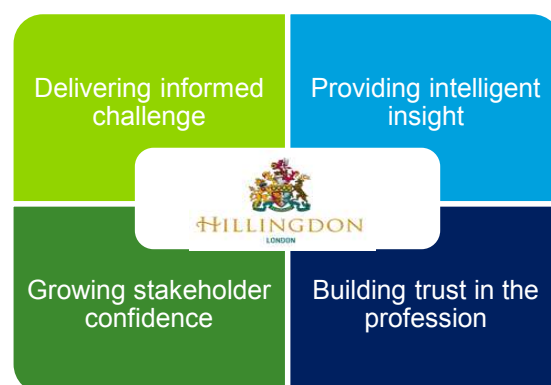 Delivering informed
challenge
Providing intelligent
insight
HILLINGDON
LONDON
Growing stakeholder
confidence
Building trust in the
profession